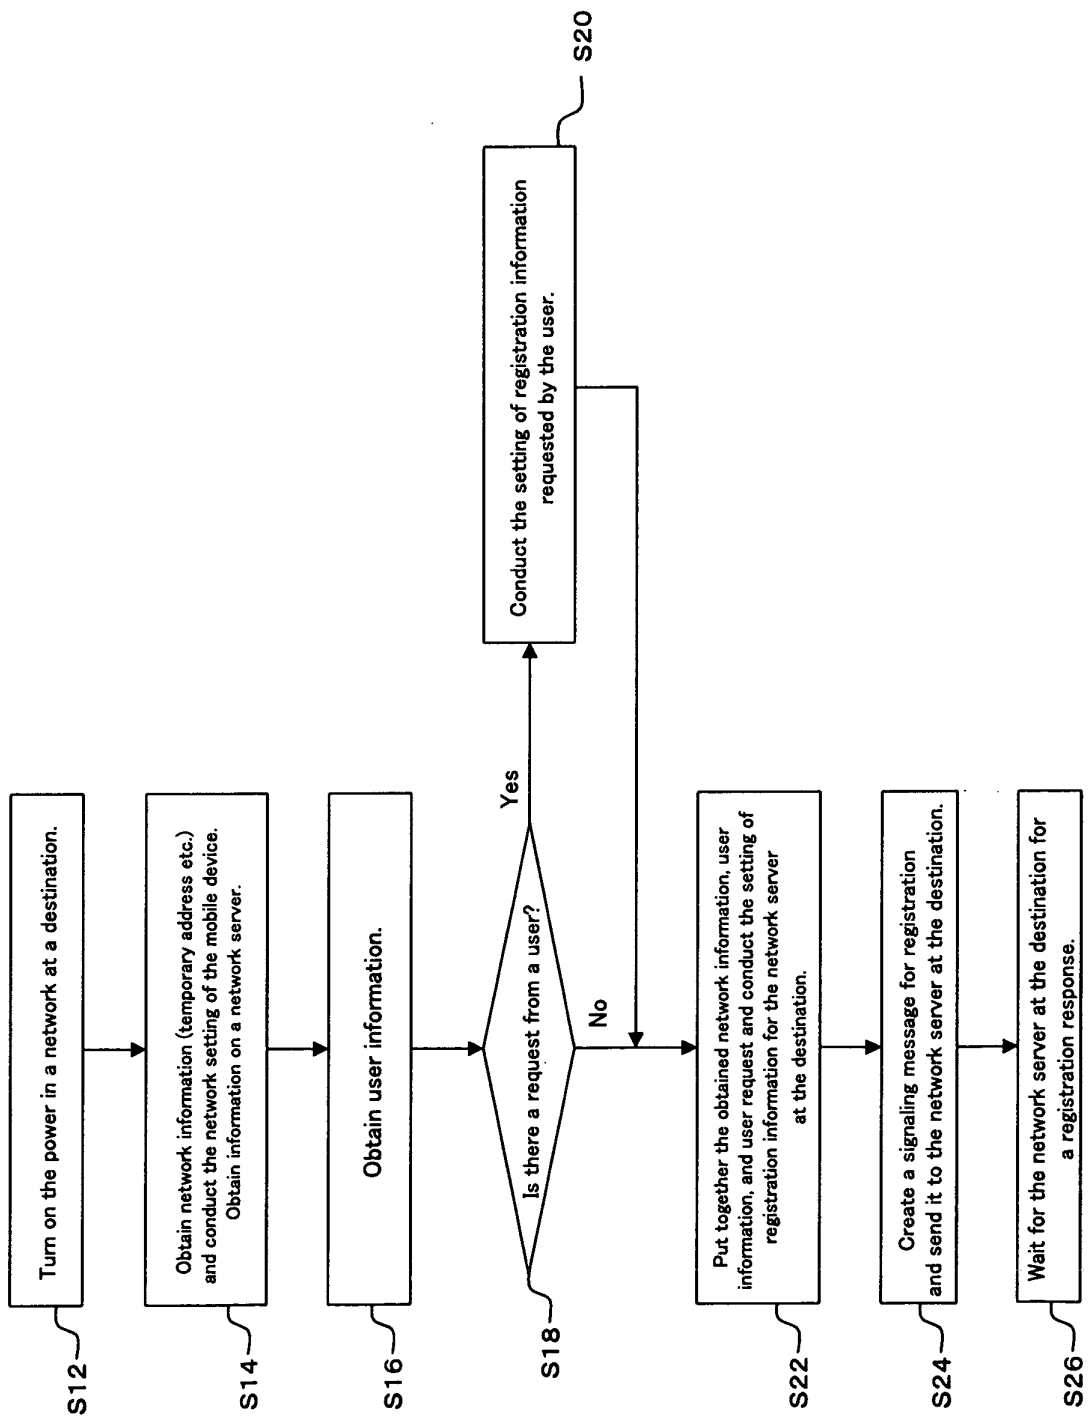 S12
Turn on the power in a network at a destination.
S14
Obtain network information (temporary address etc.)
and conduct the network setting of the mobile device.
Obtain information on a network server.
S16
Obtain user information.
S18
Is there a request from a user?
Yes
No
S20
Conduct the setting of registration information
requested by the user.
S22
Put together the obtained network information, user
information, and user request and conduct the setting of
registration information for the network server
at the destination.
S24
Create a signaling message for registration
and send it to the network server at the destination.
S26
Wait for the network server at the destination for
a registration response.